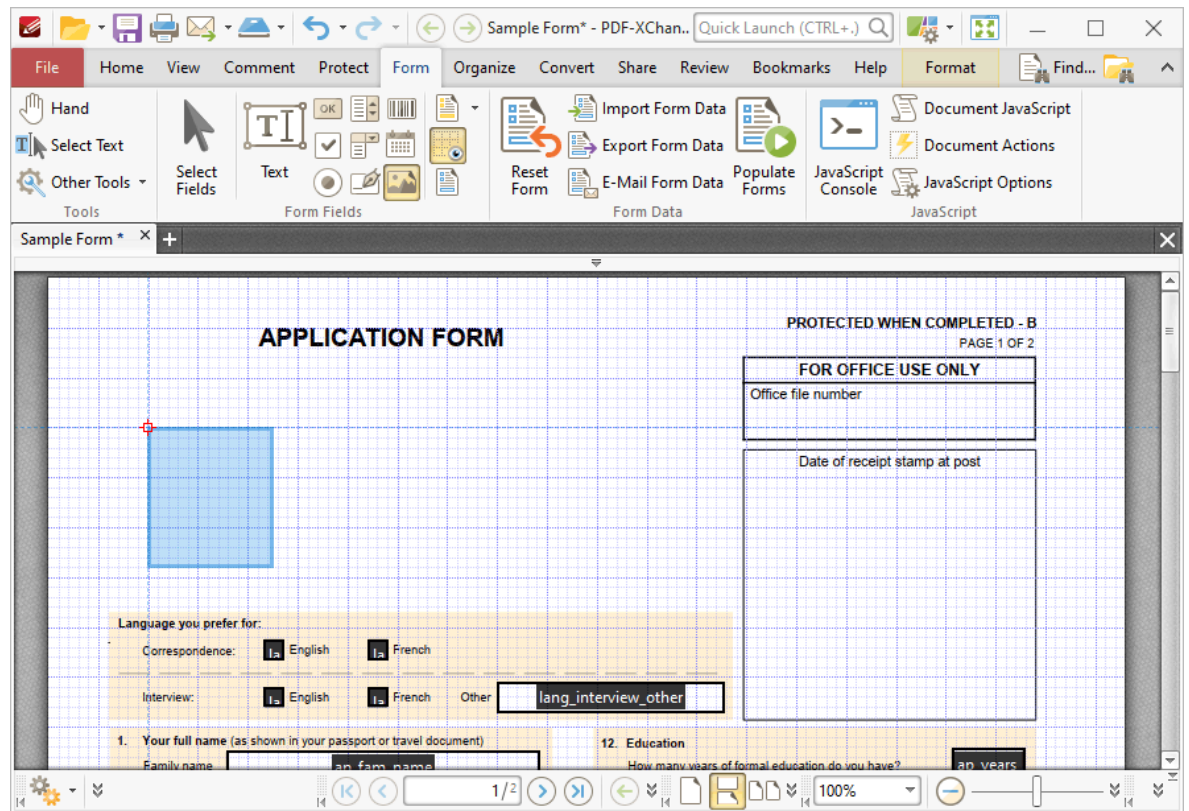 Sample Form* - PDF-XChan.. Quick Launch (CTRL+.)
File Home View Comment Protect Form Organize Convert Share Review Bookmarks Help Format Find...
Hand
Select Text
Other Tools
Tools
Select Fields
Text
OK
Form Fields
Reset Form
Import Form Data
Export Form Data
E-Mail Form Data
Populate Forms
Form Data
JavaScript Console
Document JavaScript
Document Actions
JavaScript Options
JavaScript
Sample Form *
APPLICATION FORM
PROTECTED WHEN COMPLETED - B
PAGE 1 OF 2
FOR OFFICE USE ONLY
Office file number
Date of receipt stamp at post
Language you prefer for:
Correspondence: la English la French
Interview: la English la French Other lang_interview_other
1. Your full name (as shown in your passport or travel document)
Family name ap_fam_name
12. Education
How many years of formal education do you have? ap_years
1/2
100%